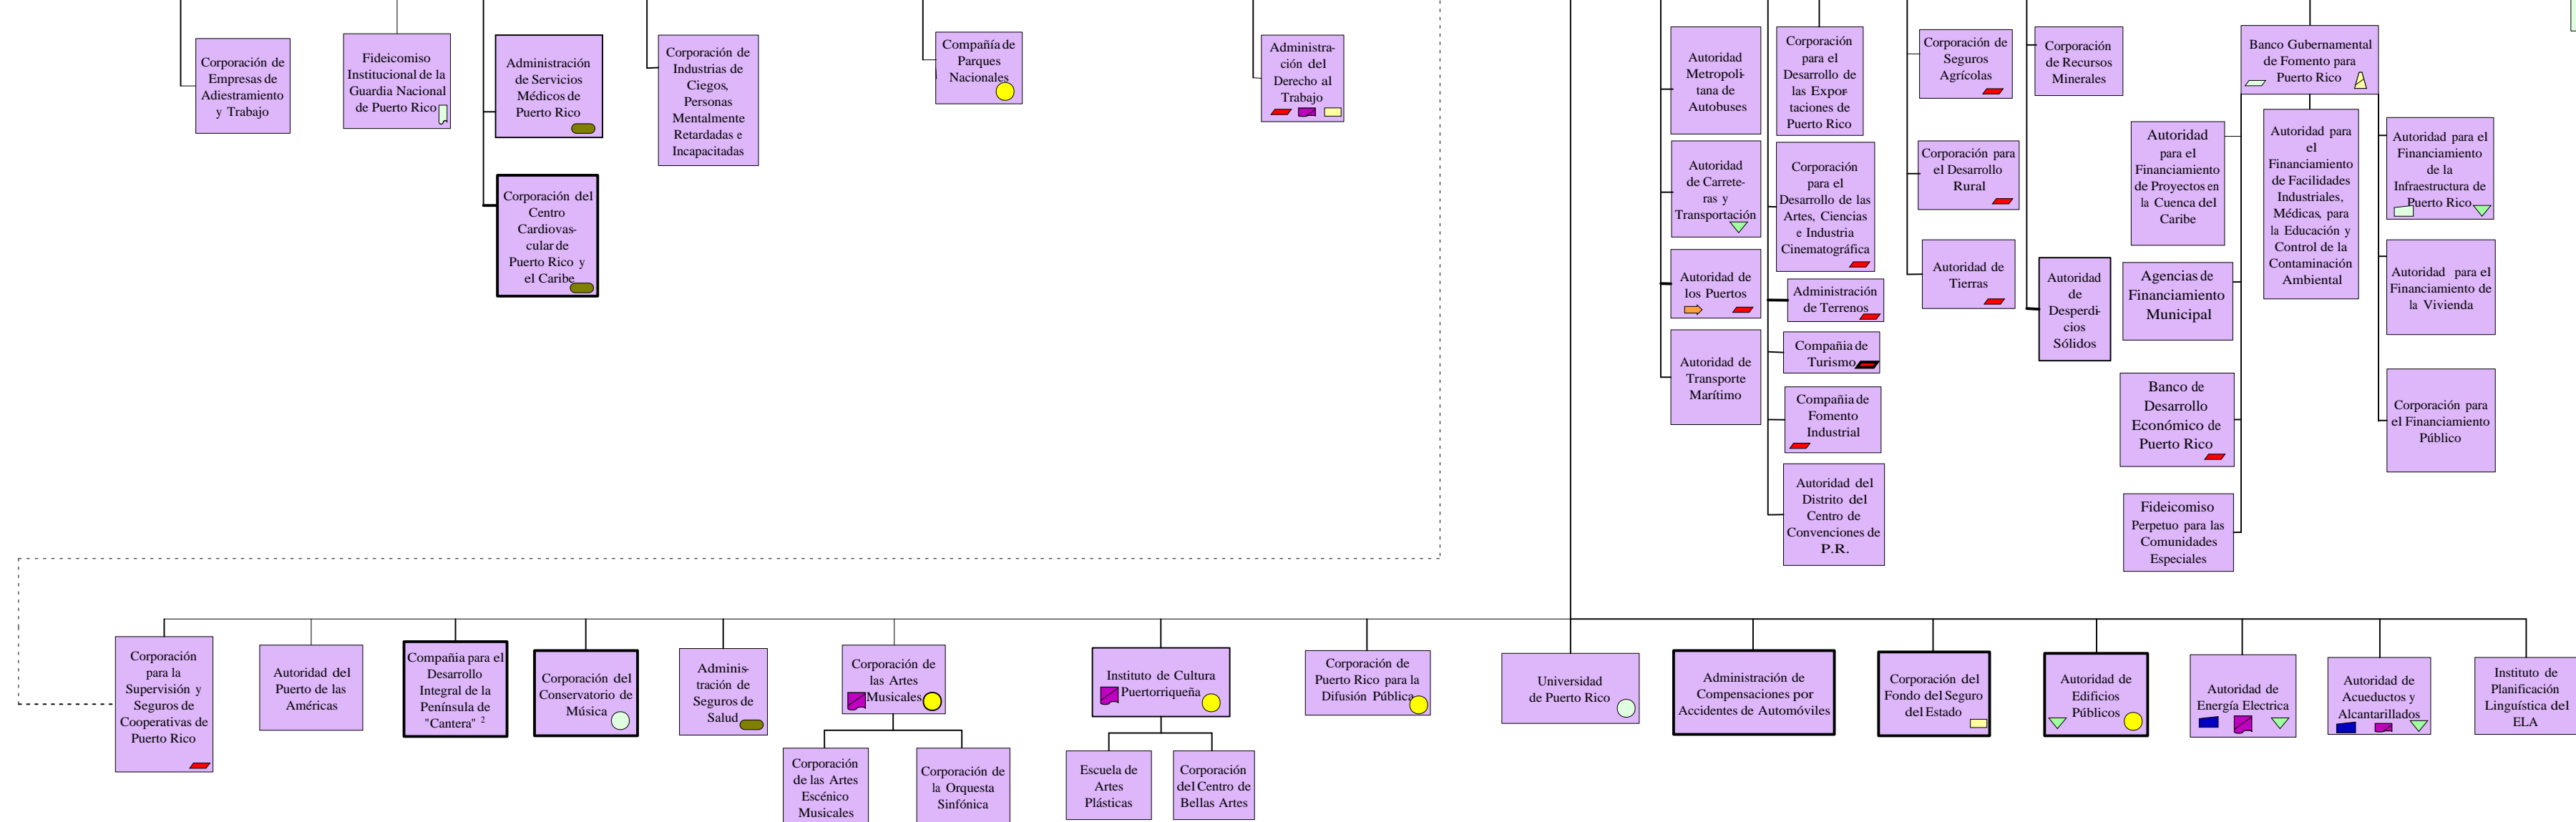 Corporación de
Empresas de
Adiestramiento
y Trabajo
Fideicomiso
Institucional de la
Guardia Nacional
de Puerto Rico
Administración
de Servicios
Médicos de
Puerto Rico
Corporación del
Centro
Cardiovas-
cular de
Puerto Rico y
el Caribe
Corporación de
Industrias de
Ciegos,
Personas
Mentalmente
Retardadas e
Incapacitadas
Compañía de
Parques
Nacionales
Administra-
ción del
Derecho al
Trabajo
Autoridad
Metropoli-
tana de
Autobuses
Autoridad
de Carrete-
ras y
Transportación
Autoridad de
los Puertos
Autoridad de
Transporte
Marítimo
Corporación
para el
Desarrollo de
las Expor-
taciones de
Puerto Rico
Corporación
para el
Desarrollo de las
Artes, Ciencias
e Industria
Cinematográfica
Administración
de Terrenos
Compañia de
Turismo
Compañia de
Fomento
Industrial
Autoridad del
Distrito del
Centro de
Convenciones de
P.R.
Corporación de
Seguros
Agrícolas
Corporación para
el Desarrollo
Rural
Autoridad de
Tierras
Corporación
de Recursos
Minerales
Autoridad
de
Desperdi-
cios
Sólidos
Banco Gubernamental
de Fomento para
Puerto Rico
Autoridad
para el
Financiamiento
de Proyectos en
la Cuenca del
Caribe
Agencias de
Financiamiento
Municipal
Banco de
Desarrollo
Económico de
Puerto Rico
Fideicomiso
Perpetuo para las
Comunidades
Especiales
Autoridad para
el
Financiamiento
de Facilidades
Industriales,
Médicas, para
la Educación y
Control de la
Contaminación
Ambiental
Autoridad para el
Financiamiento
de la
Infraestructura de
Puerto Rico
Autoridad para el
Financiamiento de
la Vivienda
Corporación para
el Financiamiento
Público
Corporación
para la
Supervisión y
Seguros de
Cooperativas de
Puerto Rico
Autoridad del
Puerto de las
Américas
Compañia para el
Desarrollo
Integral de la
Península de
"Cantera" 2
Corporación del
Conservatorio de
Música
Adminis-
tración de
Seguros de
Salud
Corporación de
las Artes
Musicales
Corporación
de las Artes
Escénico
Musicales
Corporación de
la Orquesta
Sinfónica
Instituto de Cultura
Puertorriqueña
Escuela de
Artes
Plásticas
Corporación
del Centro de
Bellas Artes
Corporación de
Puerto Rico para la
Difusión Pública
Universidad
de Puerto Rico
Administración de
Compensaciones por
Accidentes de Automóviles
Corporación del
Fondo del Seguro
del Estado
Autoridad de
Edificios
Públicos
Autoridad de
Energía Electrica
Autoridad de
Acueductos y
Alcantarillados
Instituto de
Planificación
Linguística del
ELA